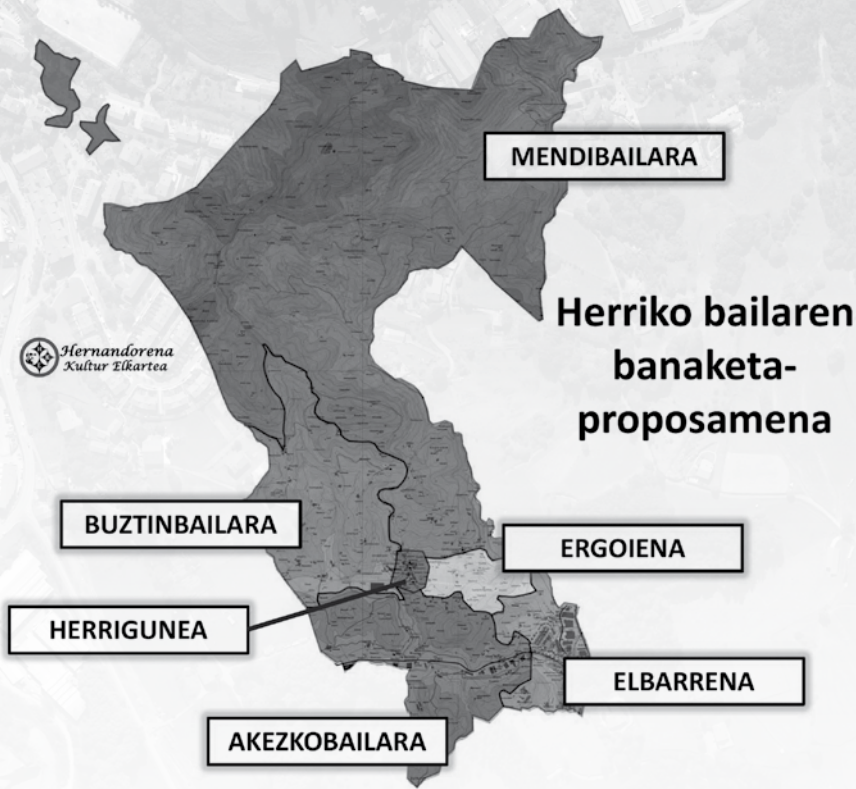 MENDIBAILARA
Herriko bailaren
banaketa-
proposamena
Hernandorena
Kultur Elkartea
BUZTINBAILARA
ERGOIENA
HERRIGUNEA
ELBARRENA
AKEZKOBAILARA